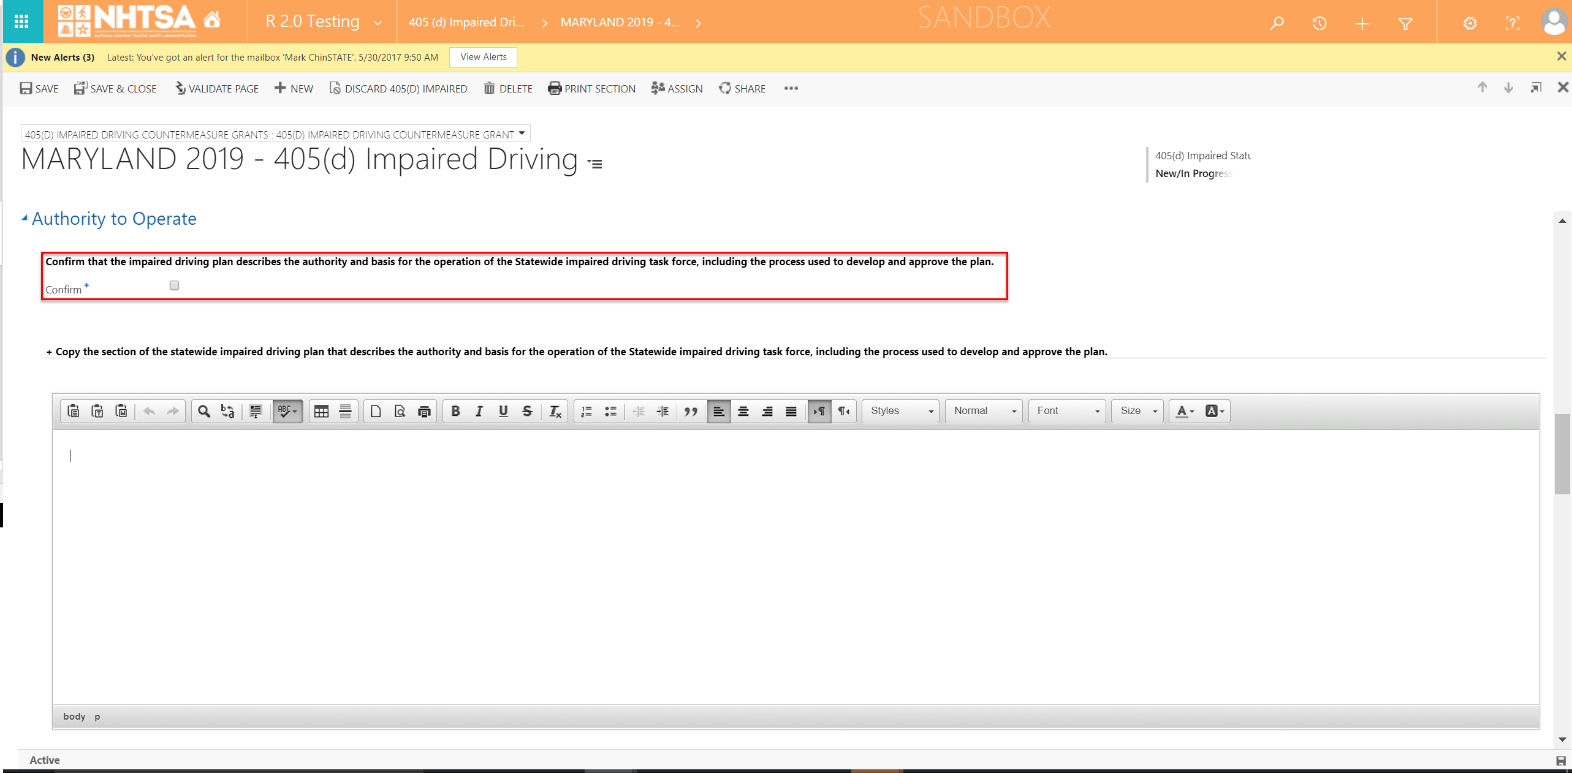 NHTSA
R 2.0 Testing
405 (d) Impaired Dri...
MARYLAND 2019 - 4...
SANDBOX
New Alerts (3) Latest: You've got an alert for the mailbox 'Mark ChinSTATE'. 5/30/2017 9:50 AM View Alerts
SAVE SAVE & CLOSE VALIDATE PAGE NEW DISCARD 405(D) IMPAIRED DELETE PRINT SECTION ASSIGN SHARE
405(D) IMPAIRED DRIVING COUNTERMEASURE GRANTS : 405(D) IMPAIRED DRIVING COUNTERMEASURE GRANT
MARYLAND 2019 - 405(d) Impaired Driving
405(d) Impaired Statu
New/In Progress
Authority to Operate
Confirm that the impaired driving plan describes the authority and basis for the operation of the Statewide impaired driving task force, including the process used to develop and approve the plan.
Confirm *
+ Copy the section of the statewide impaired driving plan that describes the authority and basis for the operation of the Statewide impaired driving task force, including the process used to develop and approve the plan.
B I U S Styles Normal Font Size A A
body p
Active